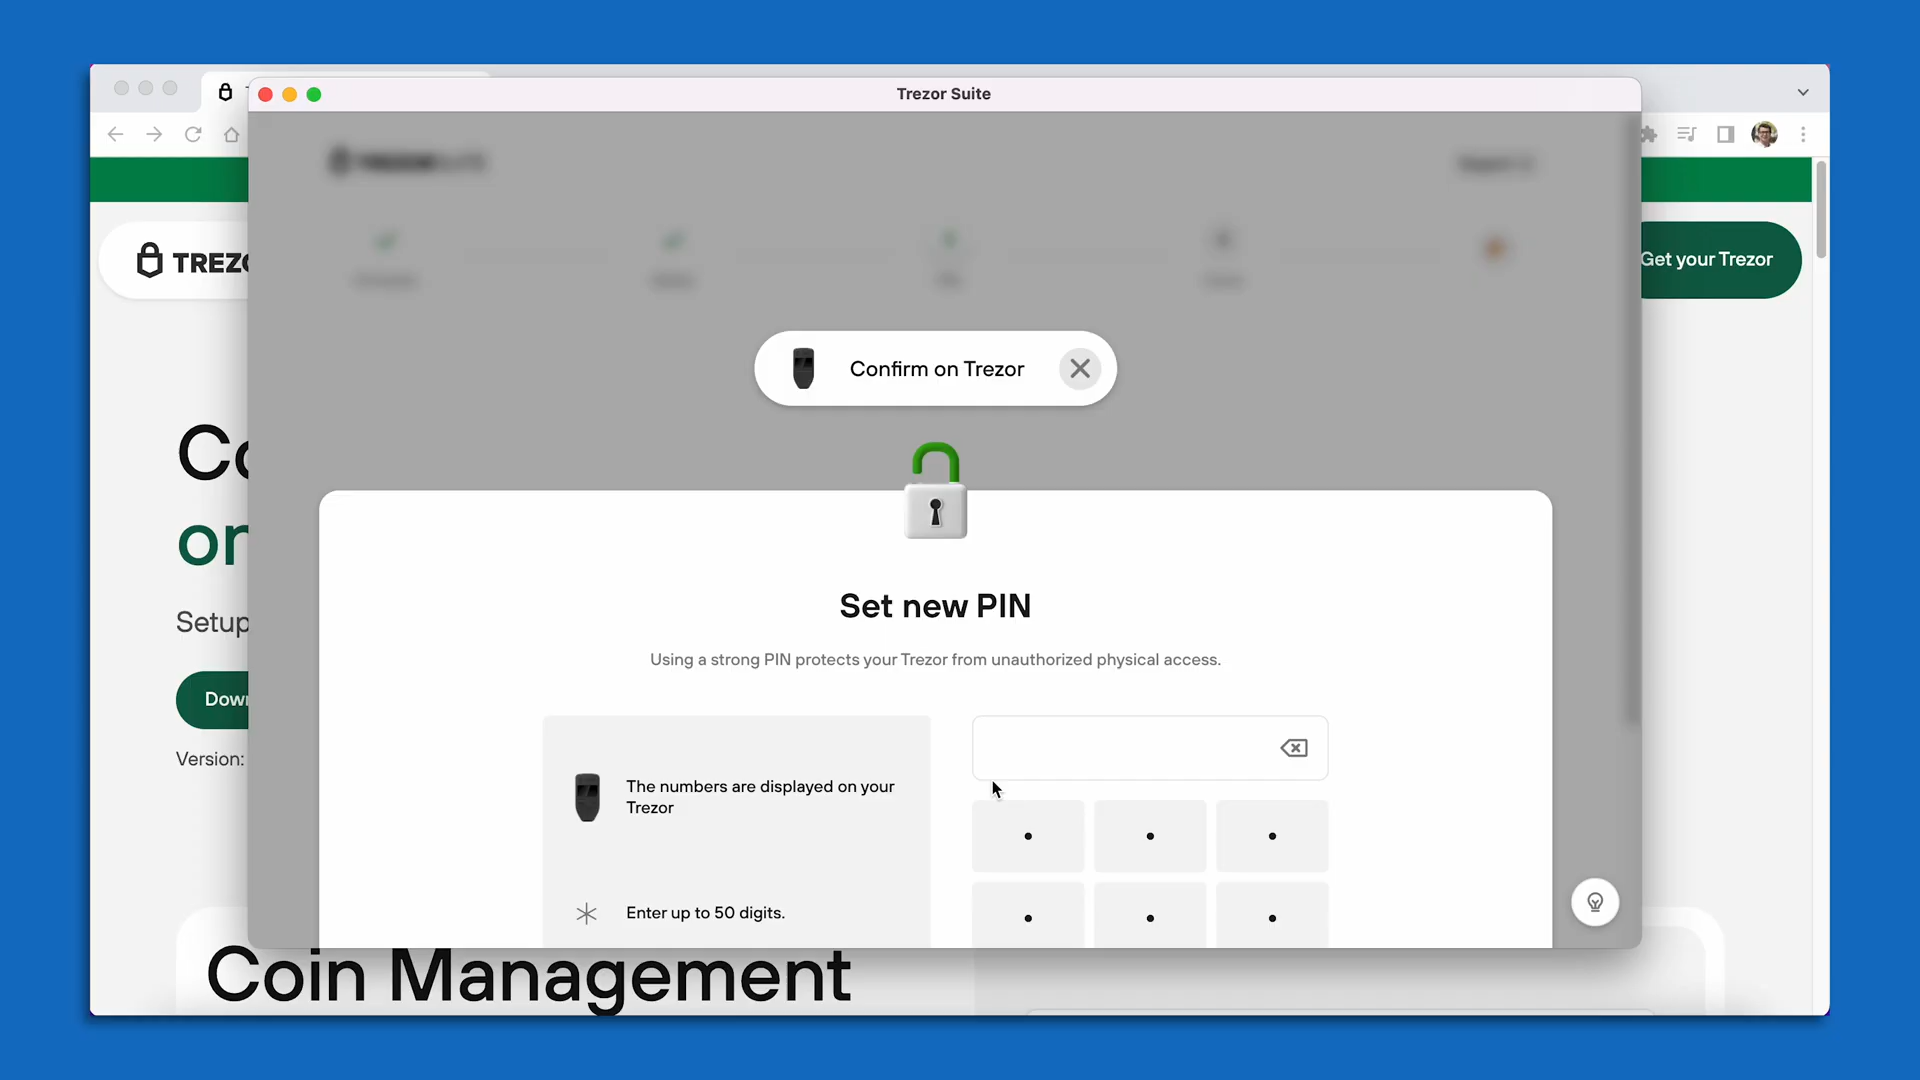 Trezor Suite
TREZ
Get your Trezor
Confirm on Trezor
Co
on
Setup
Set new PIN
Using a strong PIN protects your Trezor from unauthorized physical access.
Down
Version:
The numbers are displayed on your
Trezor
Enter up to 50 digits.
Coin Management